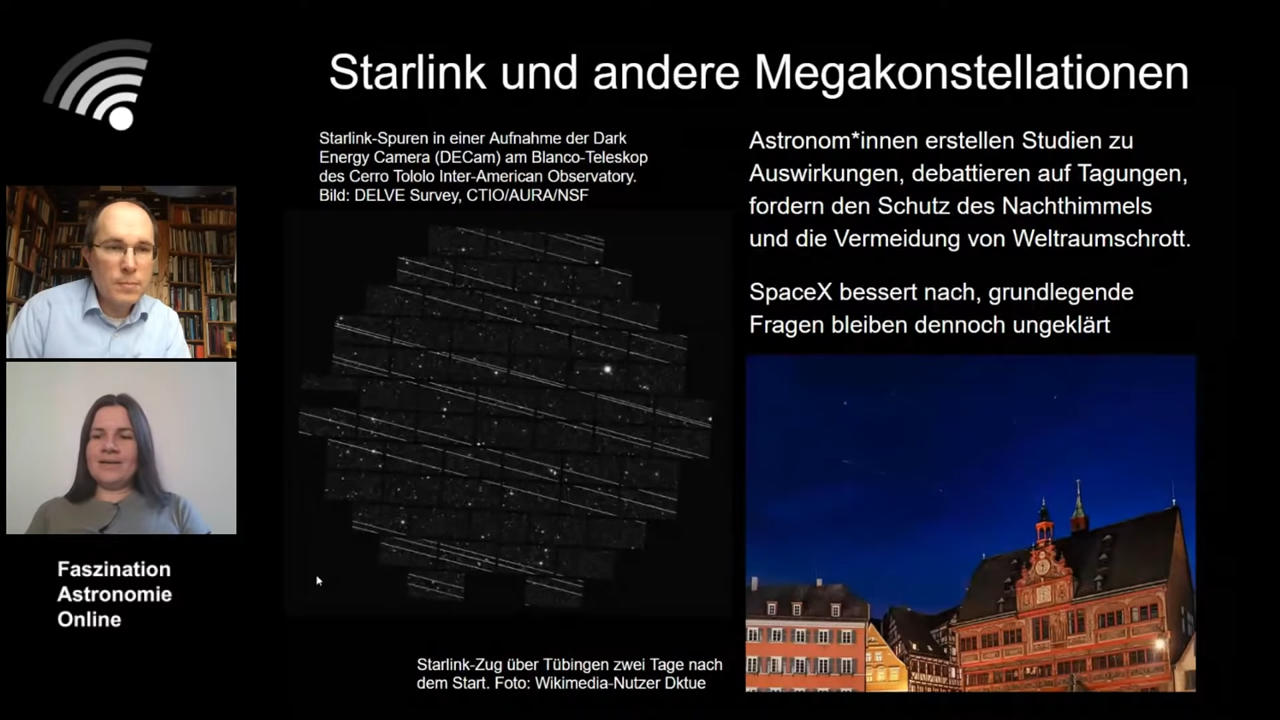 Starlink und andere Megakonstellationen
Starlink-Spuren in einer Aufnahme der Dark
Energy Camera (DECam) am Blanco-Teleskop
des Cerro Tololo Inter-American Observatory.
Bild: DELVE Survey, CTIO/AURA/NSF
Astronom*innen erstellen Studien zu
Auswirkungen, debattieren auf Tagungen,
fordern den Schutz des Nachthimmels
und die Vermeidung von Weltraumschrott.
SpaceX bessert nach, grundlegende
Fragen bleiben dennoch ungeklärt
Faszination
Astronomie
Online
Starlink-Zug über Tübingen zwei Tage nach
dem Start. Foto: Wikimedia-Nutzer Dktue